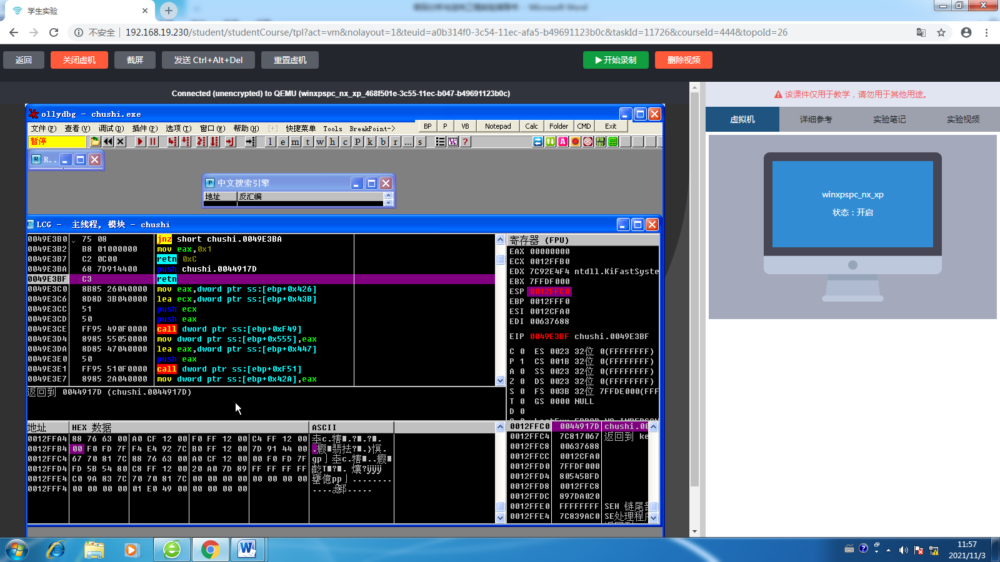 学生实验
不安全 192.168.19.230/student/studentCourse/tpl?act=vm&nolayout=1&teuid=a0b314f0-3c54-11ec-afa5-b49691123b0c&taskId=11726&courseId=444&topoId=26
返回 关闭虚机 截屏 发送 Ctrl+Alt+Del 重置虚机 开始录制 删除视频
Connected (unencrypted) to QEMU (winxpspc_nx_xp_468f501e-3c55-11ec-b047-b49691123b0c)
该课件仅用于教学，请勿用于其他用途。
虚拟机 详细参考 实验笔记 实验视频
winxpspc_nx_xp
状态：开启
ollydbg - chushi.exe
文件(F) 查看(V) 调试(D) 插件(P) 选项(T) 窗口(W) 帮助(H) [+] 快捷菜单 Tools BreakPoint->
BP P VB Notepad Calc Folder CMD Exit
暂停 l e m t w h c p k b r ... s ?
R R..
P 中文搜索引擎
地址 反汇编
C LCG - 主线程, 模块 - chushi
0049E3B0 75 08 jnz short chushi.0049E3BA
0049E3B2 B8 01000000 mov eax,0x1
0049E3B7 C2 0C00 retn 0xC
0049E3BA 68 7D914400 push chushi.0044917D
0049E3BF C3 retn
0049E3C0 8B85 26040000 mov eax,dword ptr ss:[ebp+0x426]
0049E3C6 8D8D 3B040000 lea ecx,dword ptr ss:[ebp+0x43B]
0049E3CC 51 push ecx
0049E3CD 50 push eax
0049E3CE FF95 490F0000 call dword ptr ss:[ebp+0xF49]
0049E3D4 8985 55050000 mov dword ptr ss:[ebp+0x555],eax
0049E3DA 8D85 47040000 lea eax,dword ptr ss:[ebp+0x447]
0049E3E0 50 push eax
0049E3E1 FF95 510F0000 call dword ptr ss:[ebp+0xF51]
0049E3E7 8985 2A040000 mov dword ptr ss:[ebp+0x42A],eax
返回到 0044917D (chushi.0044917D)
寄存器 (FPU)
EAX 00000000
ECX 0012FFB0
EDX 7C92E4F4 ntdll.KiFastSyste
EBX 7FFDF000
ESP 0012FFC0
EBP 0012FFF0
ESI 0012CFA0
EDI 00637688
EIP 0049E3BF chushi.0049E3BF
C 0 ES 0023 32位 0(FFFFFFFF)
P 1 CS 001B 32位 0(FFFFFFFF)
A 0 SS 0023 32位 0(FFFFFFFF)
Z 0 DS 0023 32位 0(FFFFFFFF)
S 0 FS 003B 32位 7FFDE000(FFF
T 0 GS 0000 NULL
D 0
地址 HEX 数据 ASCII
0012FFA4 88 76 63 00 A0 CF 12 00 F0 FF 12 00 C4 FF 12 00
0012FFB4 00 F0 FD 7F F4 E4 92 7C B0 FF 12 00 7D 91 44 00
0012FFC4 67 70 81 7C 88 76 63 00 A0 CF 12 00 00 F0 FD 7F
0012FFD4 FD 5B 54 80 C8 FF 12 00 20 A0 7D 89 FF FF FF FF
0012FFE4 C0 9A 83 7C 70 70 81 7C 00 00 00 00 00 00 00 00
0012FFF4 00 00 00 00 01 E0 49 00 00 00 00 00
0012FFC0 0044917D chushi.00
0012FFC4 7C817067 返回到 ke
0012FFC8 00637688
0012FFCC 0012CFA0
0012FFD0 7FFDF000
0012FFD4 80545BFD
0012FFD8 0012FFC8
0012FFDC 897DA020
0012FFE0 FFFFFFFF SEH 链尾部
0012FFE4 7C839AC0 SE处理程序
11:57
2021/11/3